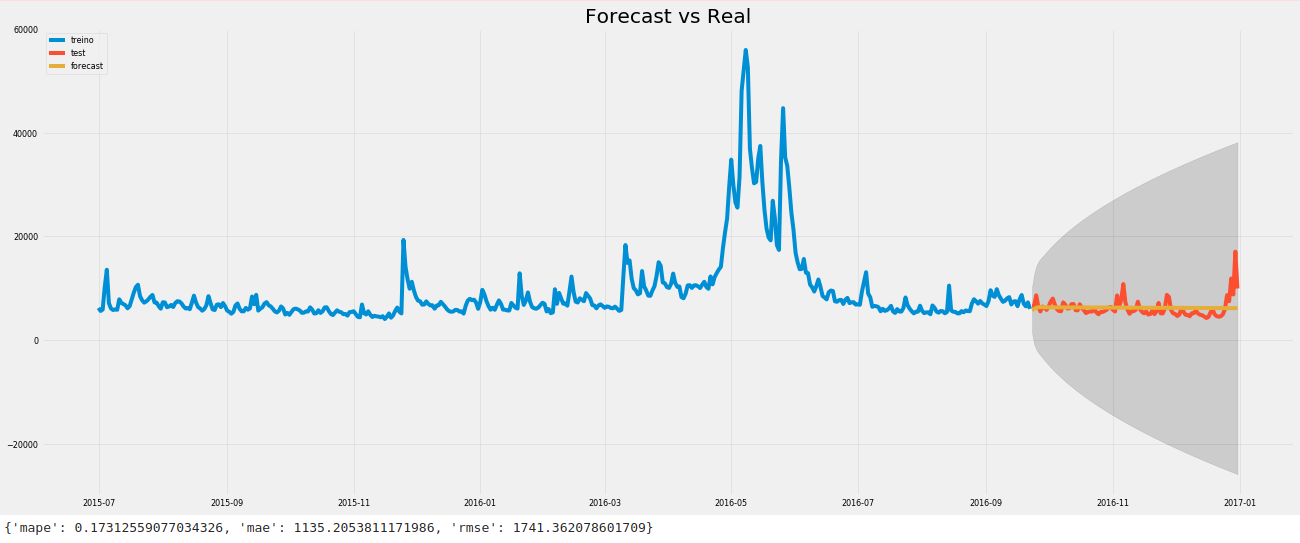 Forecast vs Real
60000
treino
test
forecast
40000
20000
0
−20000
2015-07 2015-09 2015-11 2016-01 2016-03 2016-05 2016-07 2016-09 2016-11 2017-01
{'mape': 0.17312559077034326, 'mae': 1135.2053811171986, 'rmse': 1741.362078601709}